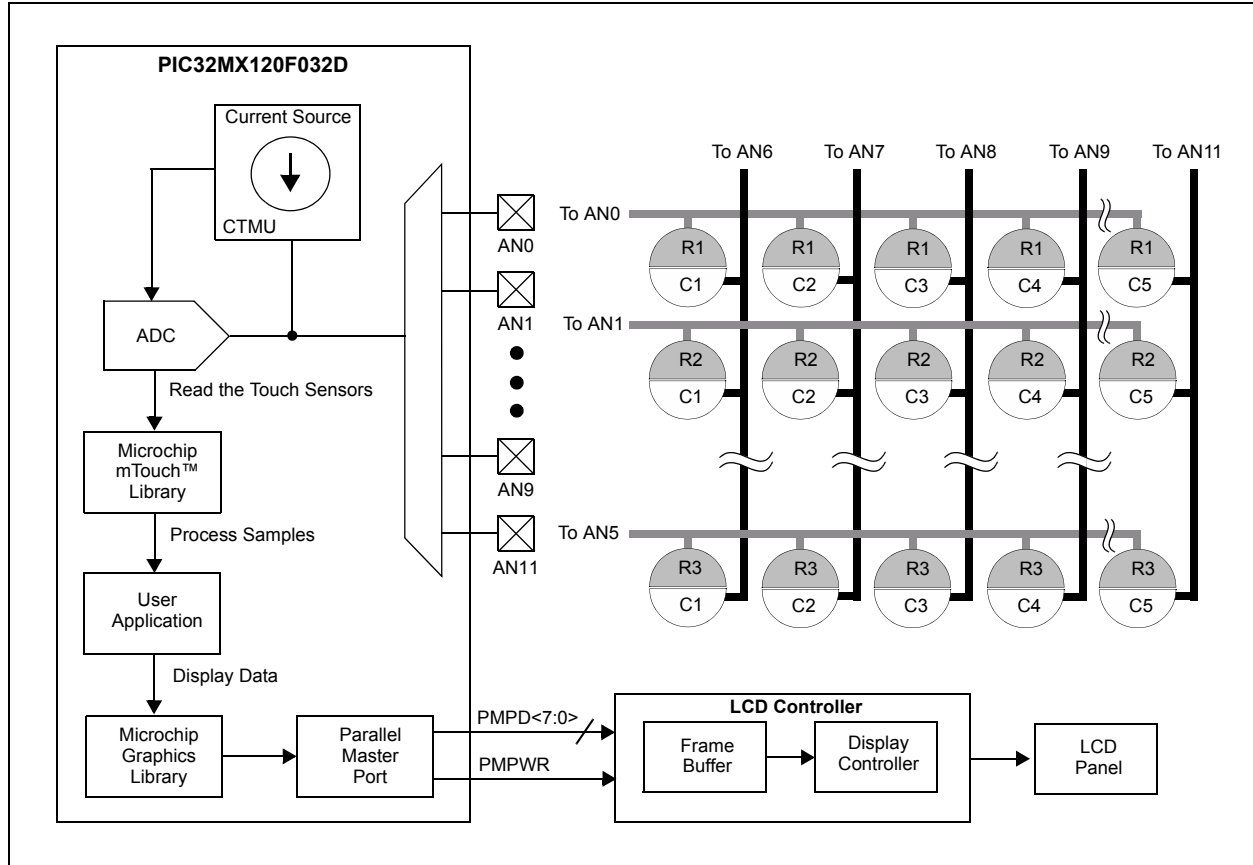 PIC32MX120F032D
Current Source
CTMU
ADC
Read the Touch Sensors
Microchip
mTouch™
Library
Process Samples
User
Application
Display Data
Microchip
Graphics
Library
Parallel
Master
Port
AN0
AN1
AN9
AN11
To AN6
To AN7
To AN8
To AN9
To AN11
To AN0
R1
R1
R1
R1
R1
C1
C2
C3
C4
C5
To AN1
R2
R2
R2
R2
R2
C1
C2
C3
C4
C5
To AN5
R3
R3
R3
R3
R3
C1
C2
C3
C4
C5
PMPD<7:0>
PMPWR
LCD Controller
Frame
Buffer
Display
Controller
LCD
Panel